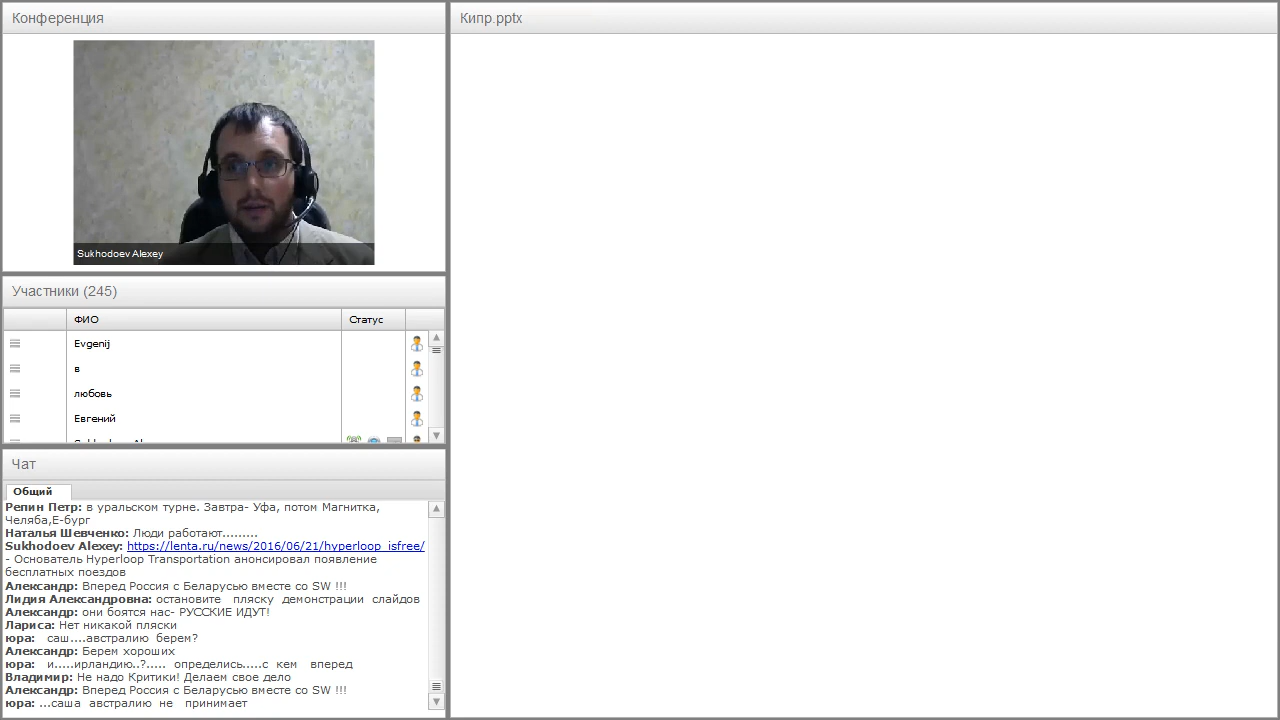 Конференция
Sukhodoev Alexey
Участники (245)
ФИО
Статус
Evgenij
в
любовь
Евгений
Чат
Общий
Репин Петр: в уральском турне. Завтра- Уфа, потом Магнитка,
Челяба,Е-бург
Наталья Шевченко: Люди работают.........
Sukhodoev Alexey: https://lenta.ru/news/2016/06/21/hyperloop_isfree/
- Основатель Hyperloop Transportation анонсировал появление
бесплатных поездов
Александр: Вперед Россия с Беларусью вместе со SW !!!
Лидия Александровна: остановите пляску демонстрации слайдов
Александр: они боятся нас- РУССКИЕ ИДУТ!
Лариса: Нет никакой пляски
юра: саш....австралию берем?
Александр: Берем хороших
юра: и.....ирландию..?..... определись.....с кем вперед
Владимир: Не надо Критики! Делаем свое дело
Александр: Вперед Россия с Беларусью вместе со SW !!!
юра: ...саша австралию не принимает
Кипр.pptx